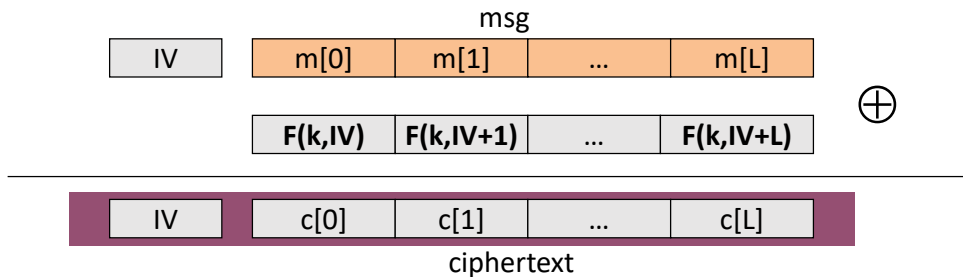 msg
IV m[0] m[1] ... m[L]
⊕
F(k,IV) F(k,IV+1) ... F(k,IV+L)
IV c[0] c[1] ... c[L]
ciphertext